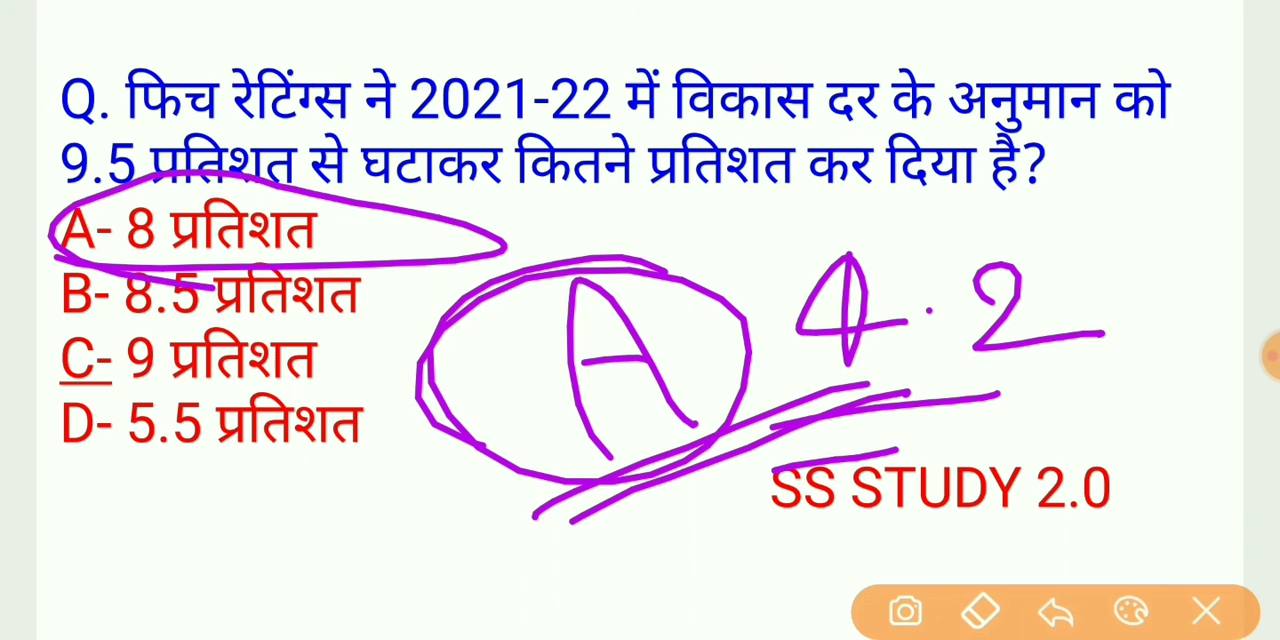 Q. फिच रेटिंग्स ने 2021-22 में विकास दर के अनुमान को
9.5 प्रतिशत से घटाकर कितने प्रतिशत कर दिया है?
A- 8 प्रतिशत
B- 8.5 प्रतिशत
C- 9 प्रतिशत
D- 5.5 प्रतिशत
A
4.2
SS STUDY 2.0